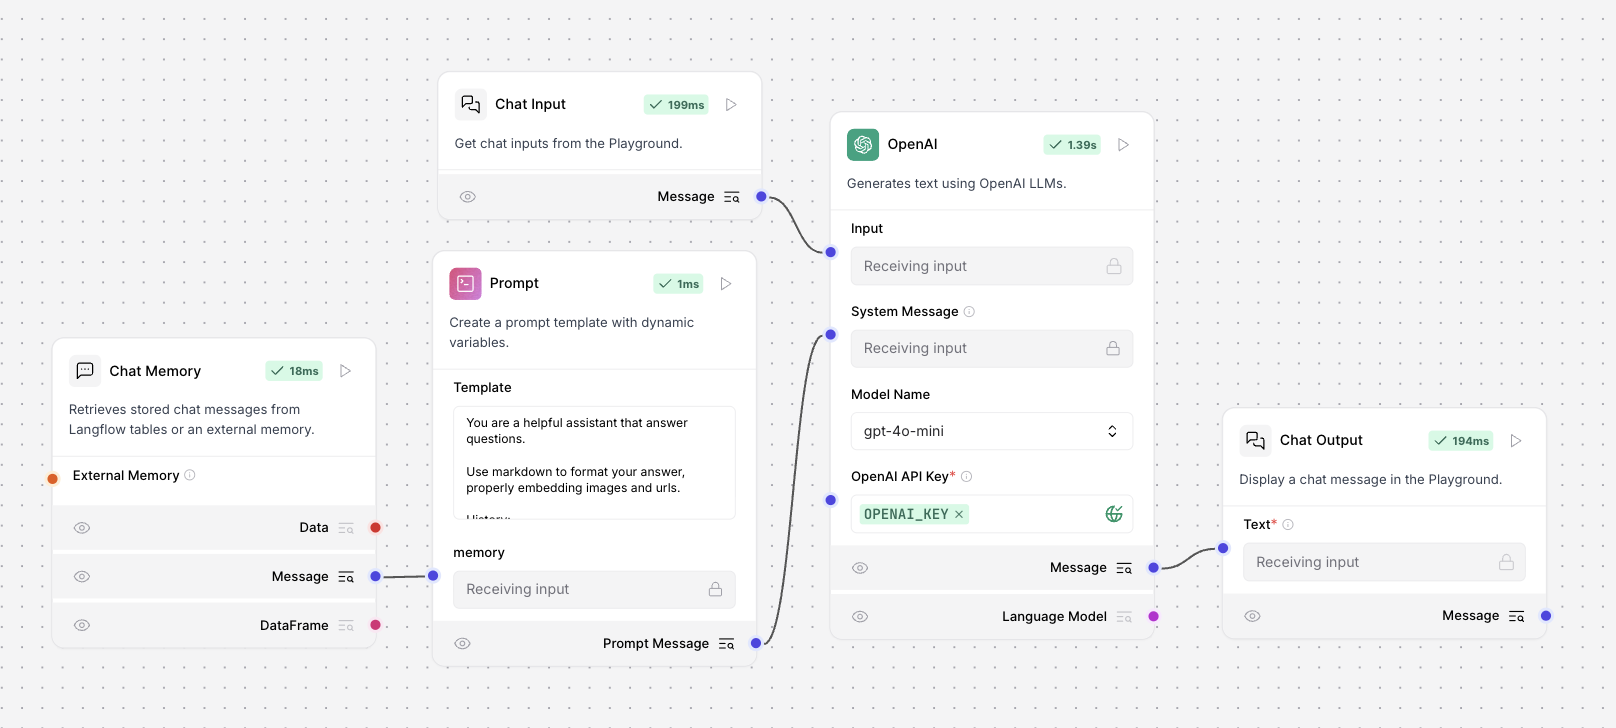 Chat Input
199ms
Get chat inputs from the Playground.
Message
Prompt
1ms
Create a prompt template with dynamic
variables.
Template
You are a helpful assistant that answer
questions.
Use markdown to format your answer,
properly embedding images and urls.
History:
memory
Receiving input
Prompt Message
Chat Memory
18ms
Retrieves stored chat messages from
Langflow tables or an external memory.
External Memory
Data
Message
DataFrame
OpenAI
1.39s
Generates text using OpenAI LLMs.
Input
Receiving input
System Message
Receiving input
Model Name
gpt-4o-mini
OpenAI API Key*
OPENAI_KEY ×
Message
Language Model
Chat Output
194ms
Display a chat message in the Playground.
Text*
Receiving input
Message